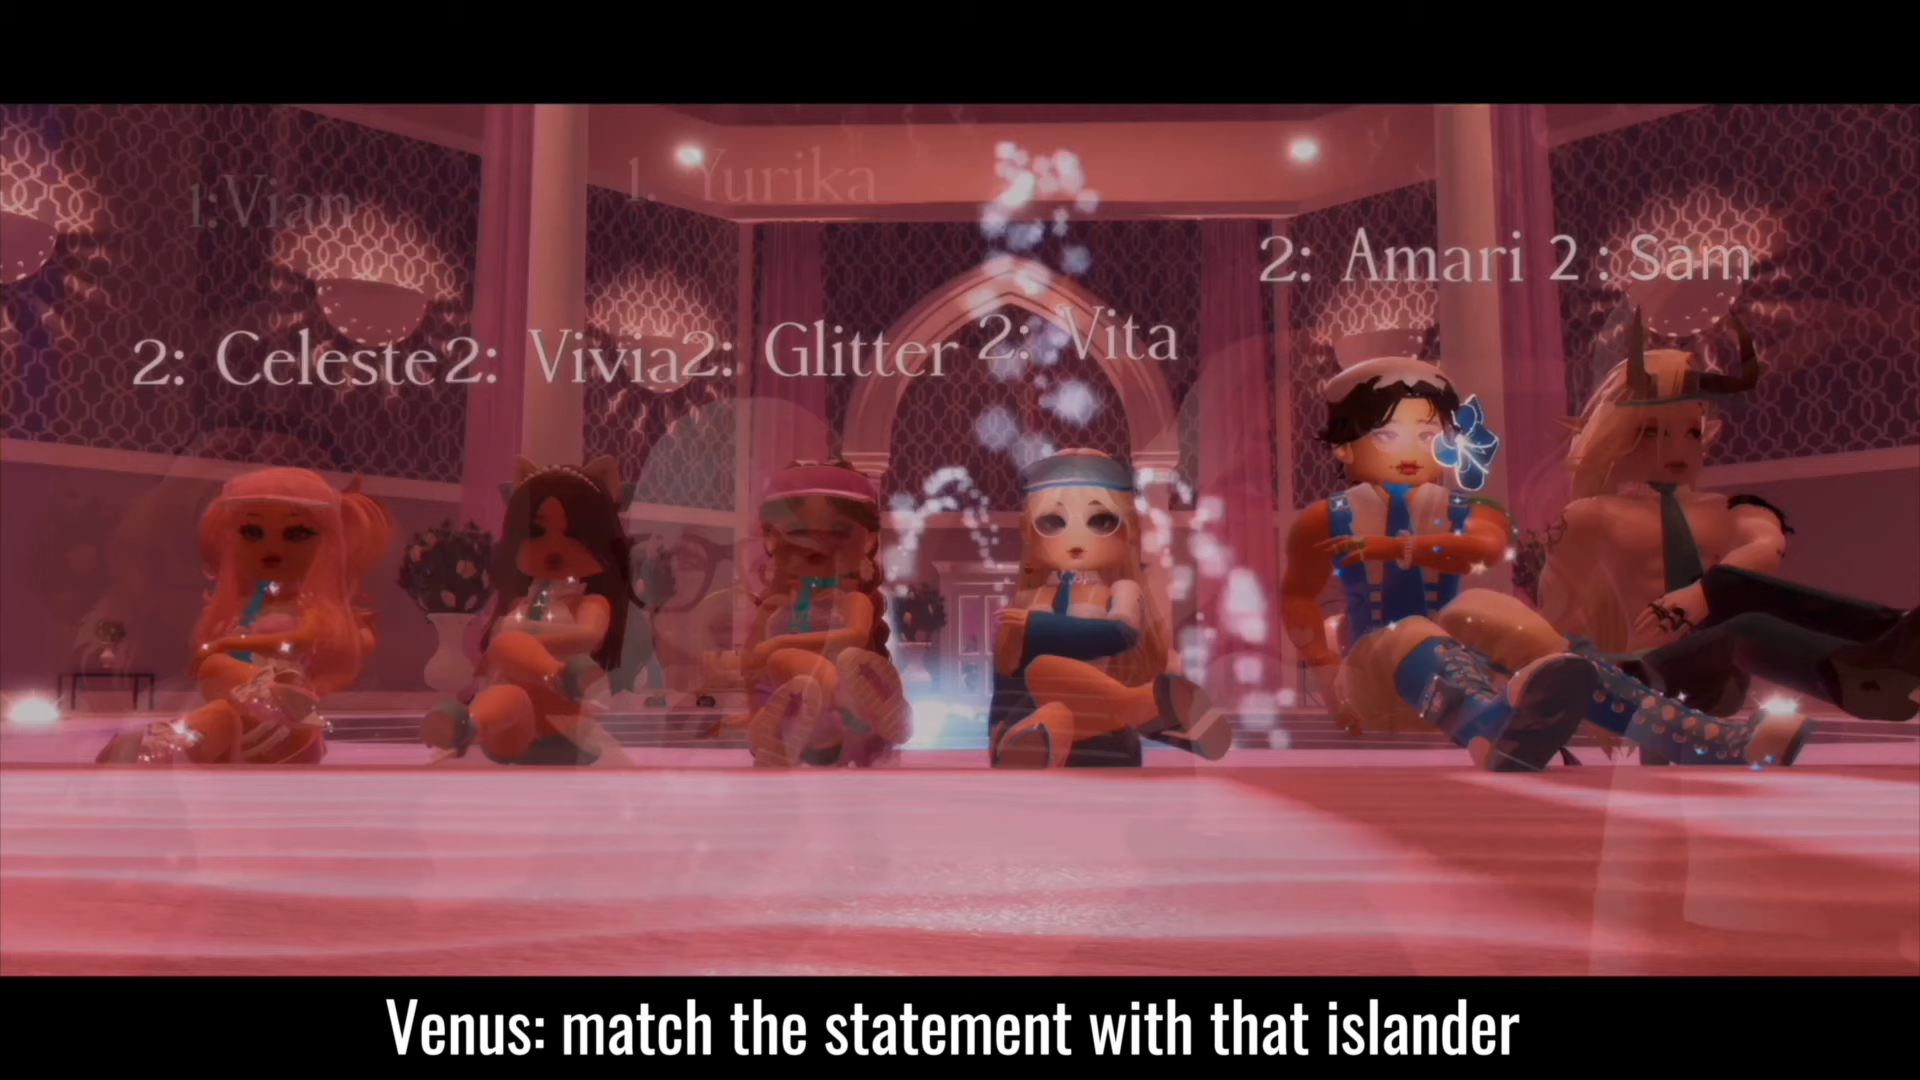 1:Vian
1. Yurika
2: Amari
2 : Sam
2: Celeste
2: Vivia
2: Glitter
2: Vita
Venus: match the statement with that islander